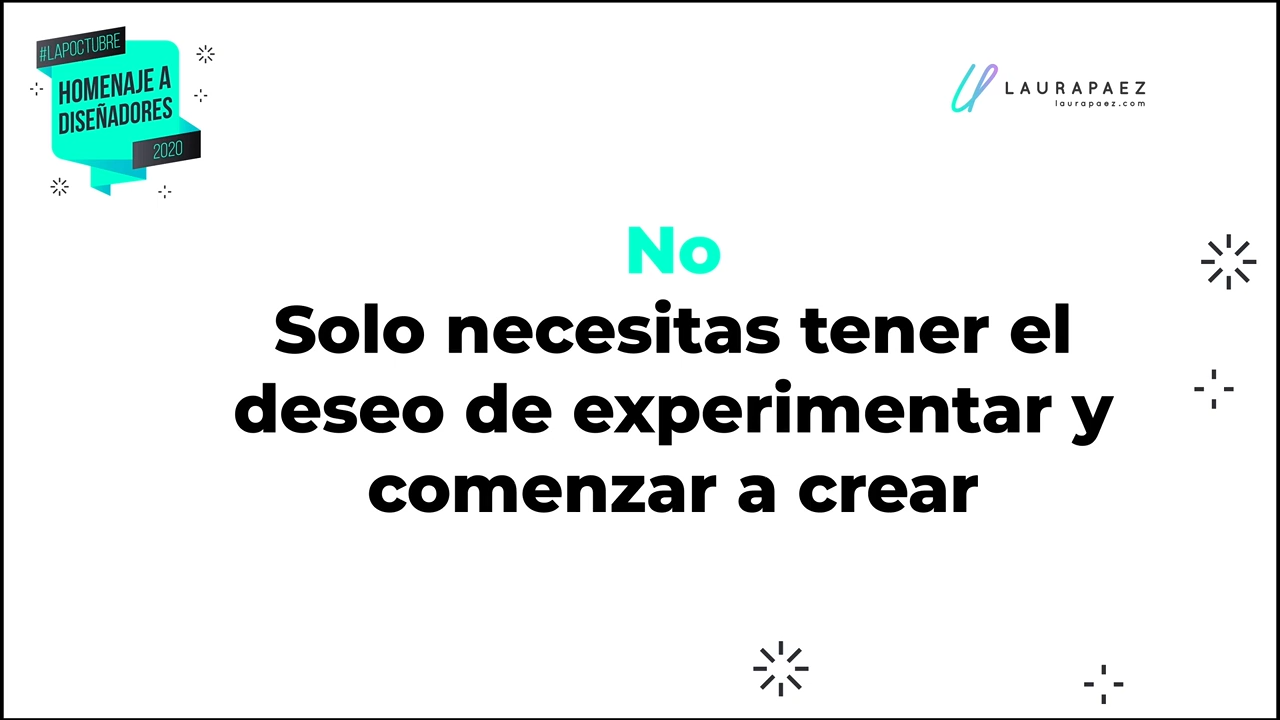 #LAPOCTUBRE
HOMENAJE A
DISEÑADORES
2020
LAURAPAEZ
laurapaez.com
No
Solo necesitas tener el
deseo de experimentar y
comenzar a crear